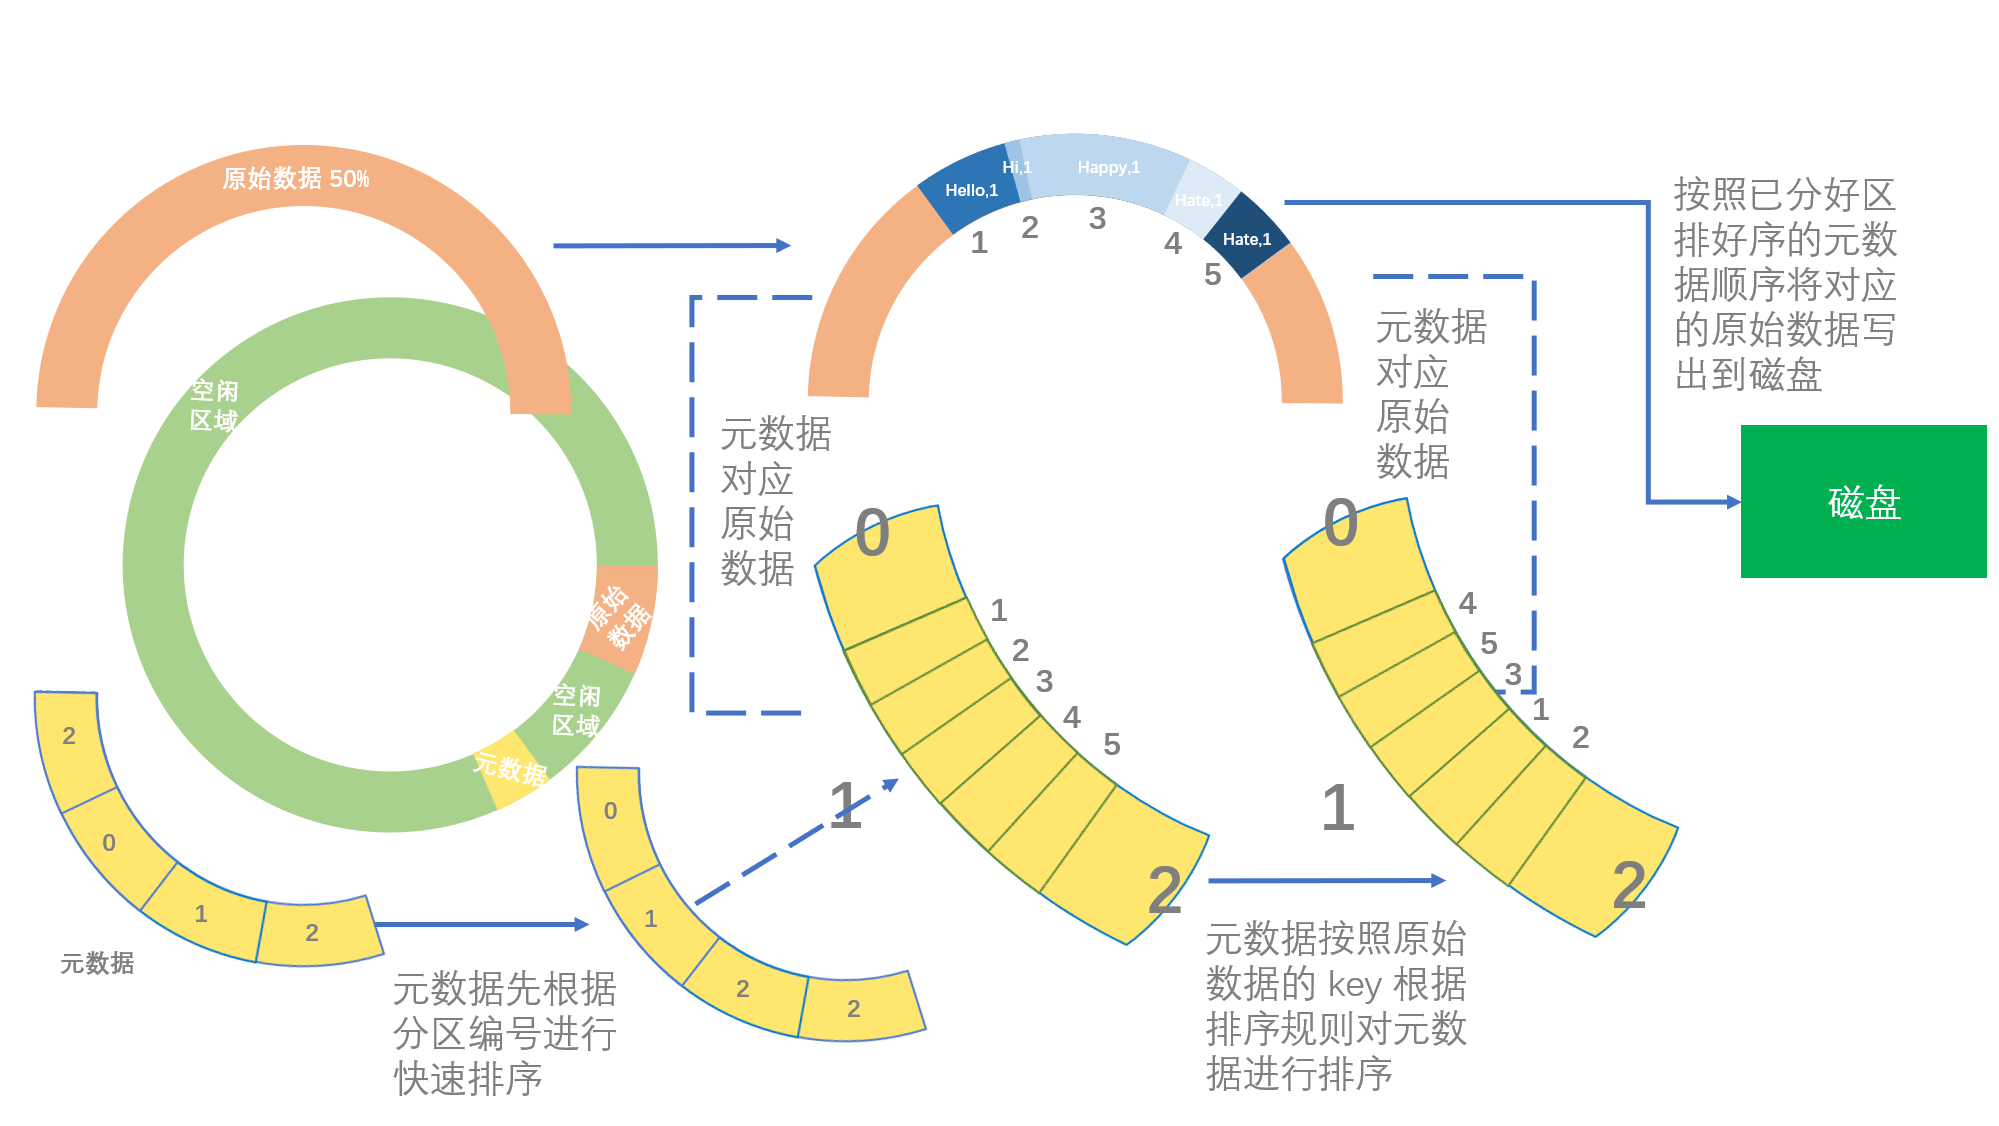 原始数据 50%
空闲
区域
原始
数据
空闲
区域
元数据
2
0
1
2
元数据
元数据先根据
分区编号进行
快速排序
0
1
2
2
Hello,1
Hi,1
Happy,1
Hate,1
Hate,1
1
2
3
4
5
元数据
对应
原始
数据
0
1
2
3
4
5
1
2
元数据按照原始
数据的 key 根据
排序规则对元数
据进行排序
元数据
对应
原始
数据
0
4
5
3
1
2
1
2
按照已分好区
排好序的元数
据顺序将对应
的原始数据写
出到磁盘
磁盘